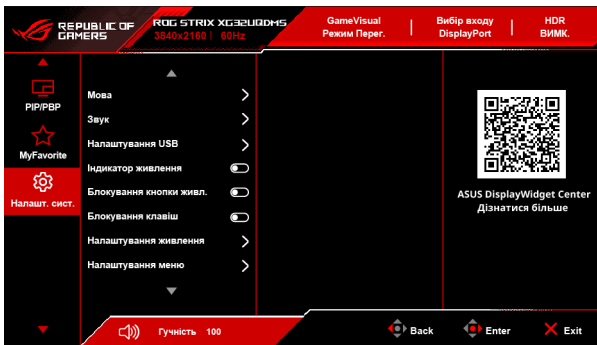 REPUBLIC OF
GAMERS
ROG STRIX XG32UQDMS
3840x2160 | 60Hz
GameVisual
Режим Перег.
Вибір входу
DisplayPort
HDR
ВИМК.
PIP/PBP
MyFavorite
Налашт. сист.
Мова
Звук
Налаштування USB
Індикатор живлення
Блокування кнопки живл.
Блокування клавіш
Налаштування живлення
Налаштування меню
ASUS DisplayWidget Center
Дізнатися більше
Гучність 100
Back
Enter
Exit